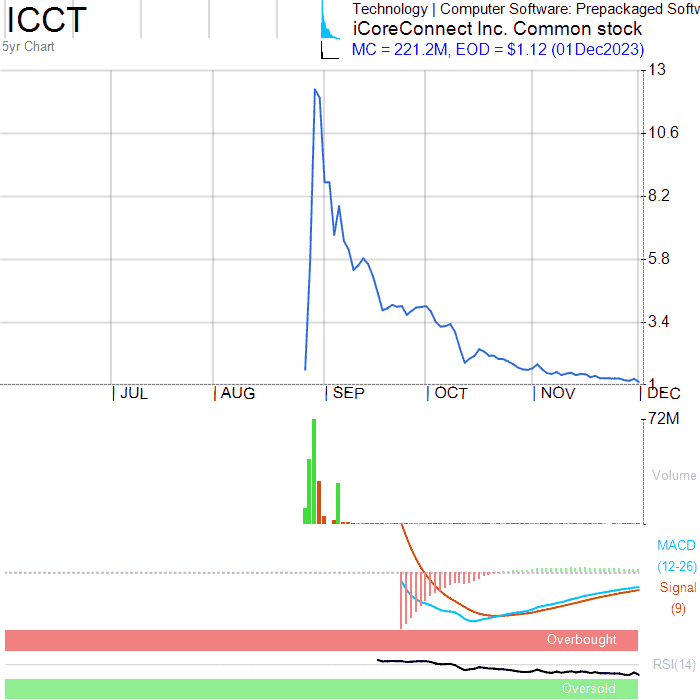 ICCT
5yr Chart
Technology | Computer Software: Prepackaged Softw
iCoreConnect Inc. Common stock
MC = 221.2M, EOD = $1.12 (01Dec2023)
13
10.6
8.2
5.8
3.4
1
JUL
AUG
SEP
OCT
NOV
DEC
72M
Volume
MACD
(12-26)
Signal
(9)
Overbought
RSI(14)
Oversold